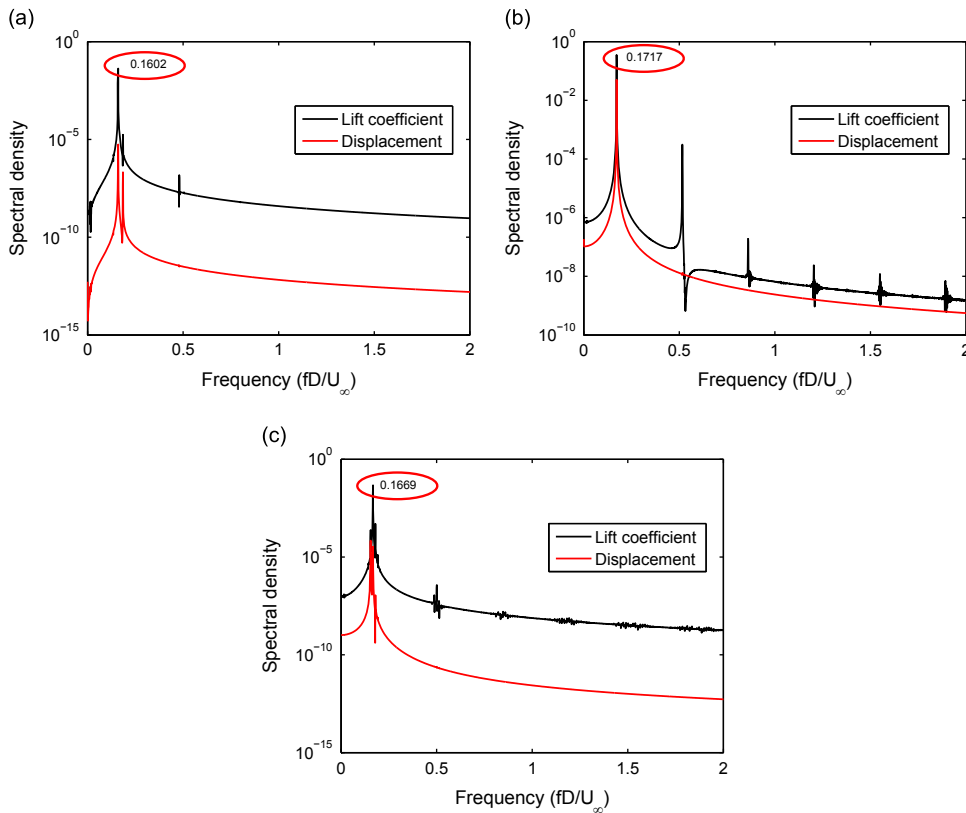 (a)
10^0
0.1602
Lift coefficient
Displacement
10^-5
Spectral density
10^-10
10^-15
0 0.5 1 1.5 2
Frequency (fD/U_∞)
(b)
10^0
0.1717
10^-2
Lift coefficient
Displacement
10^-4
Spectral density
10^-6
10^-8
10^-10
0 0.5 1 1.5 2
Frequency (fD/U_∞)
(c)
10^0
0.1669
Lift coefficient
Displacement
10^-5
Spectral density
10^-10
10^-15
0 0.5 1 1.5 2
Frequency (fD/U_∞)